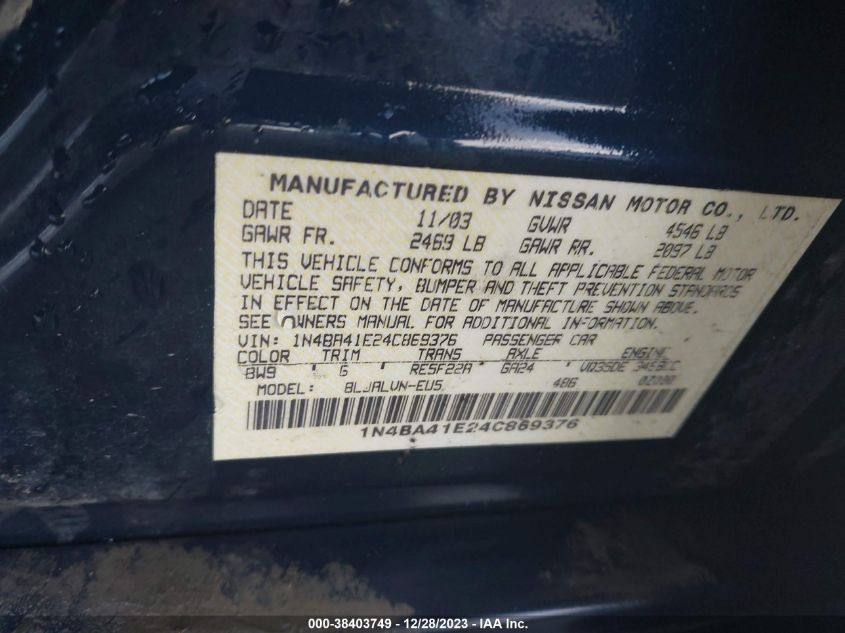 MANUFACTURED BY NISSAN MOTOR CO., LTD.
DATE 11/03 GVWR 4546 LB
GAWR FR. 2469 LB GAWR RR. 2097 LB
THIS VEHICLE CONFORMS TO ALL APPLICABLE FEDERAL MOTOR
VEHICLE SAFETY, BUMPER AND THEFT PREVENTION STANDARDS
IN EFFECT ON THE DATE OF MANUFACTURE SHOWN ABOVE.
SEE OWNERS MANUAL FOR ADDITIONAL INFORMATION.
VIN: 1N4BA41E24C869376 PASSENGER CAR
COLOR TRIM TRANS AXLE ENGINE
BW9 G RE5F22A GA24 VQ35DE
MODEL: 486
1N4BA41E24C869376
000-38403749 - 12/28/2023 - IAA Inc.